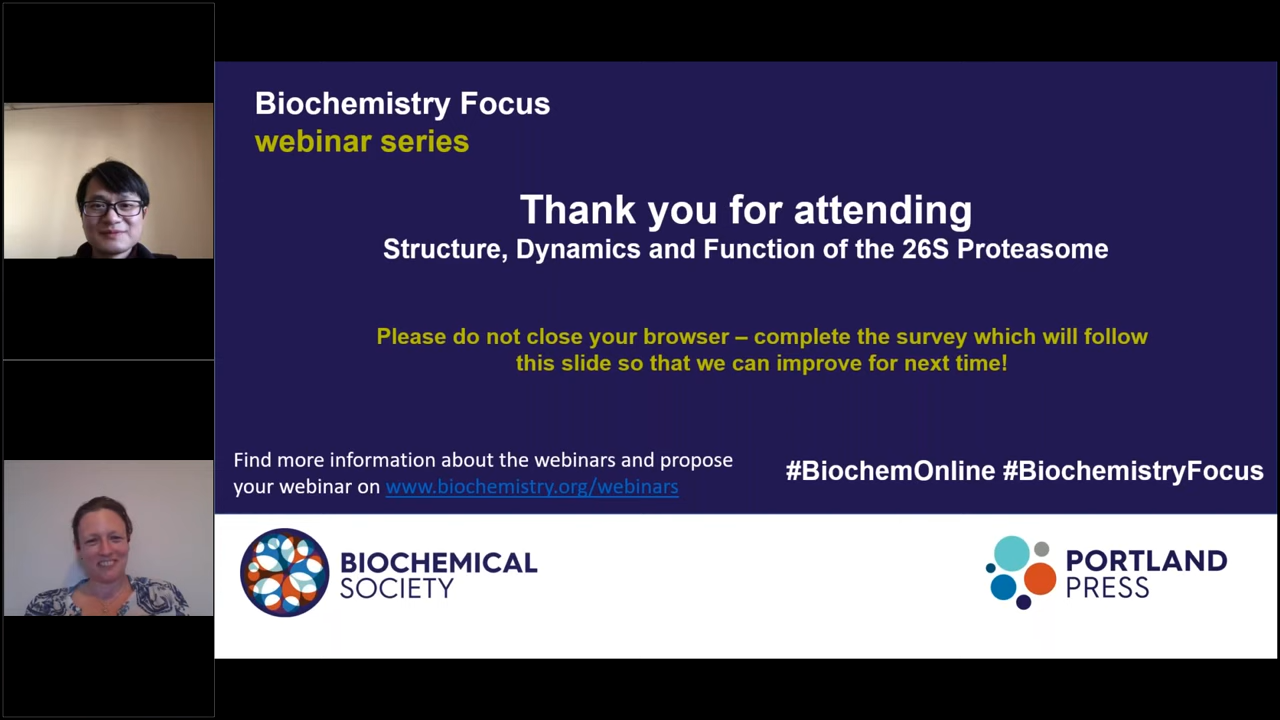 Biochemistry Focus
webinar series
Thank you for attending
Structure, Dynamics and Function of the 26S Proteasome
Please do not close your browser – complete the survey which will follow
this slide so that we can improve for next time!
Find more information about the webinars and propose
your webinar on www.biochemistry.org/webinars
#BiochemOnline #BiochemistryFocus
BIOCHEMICAL
SOCIETY
PORTLAND
PRESS